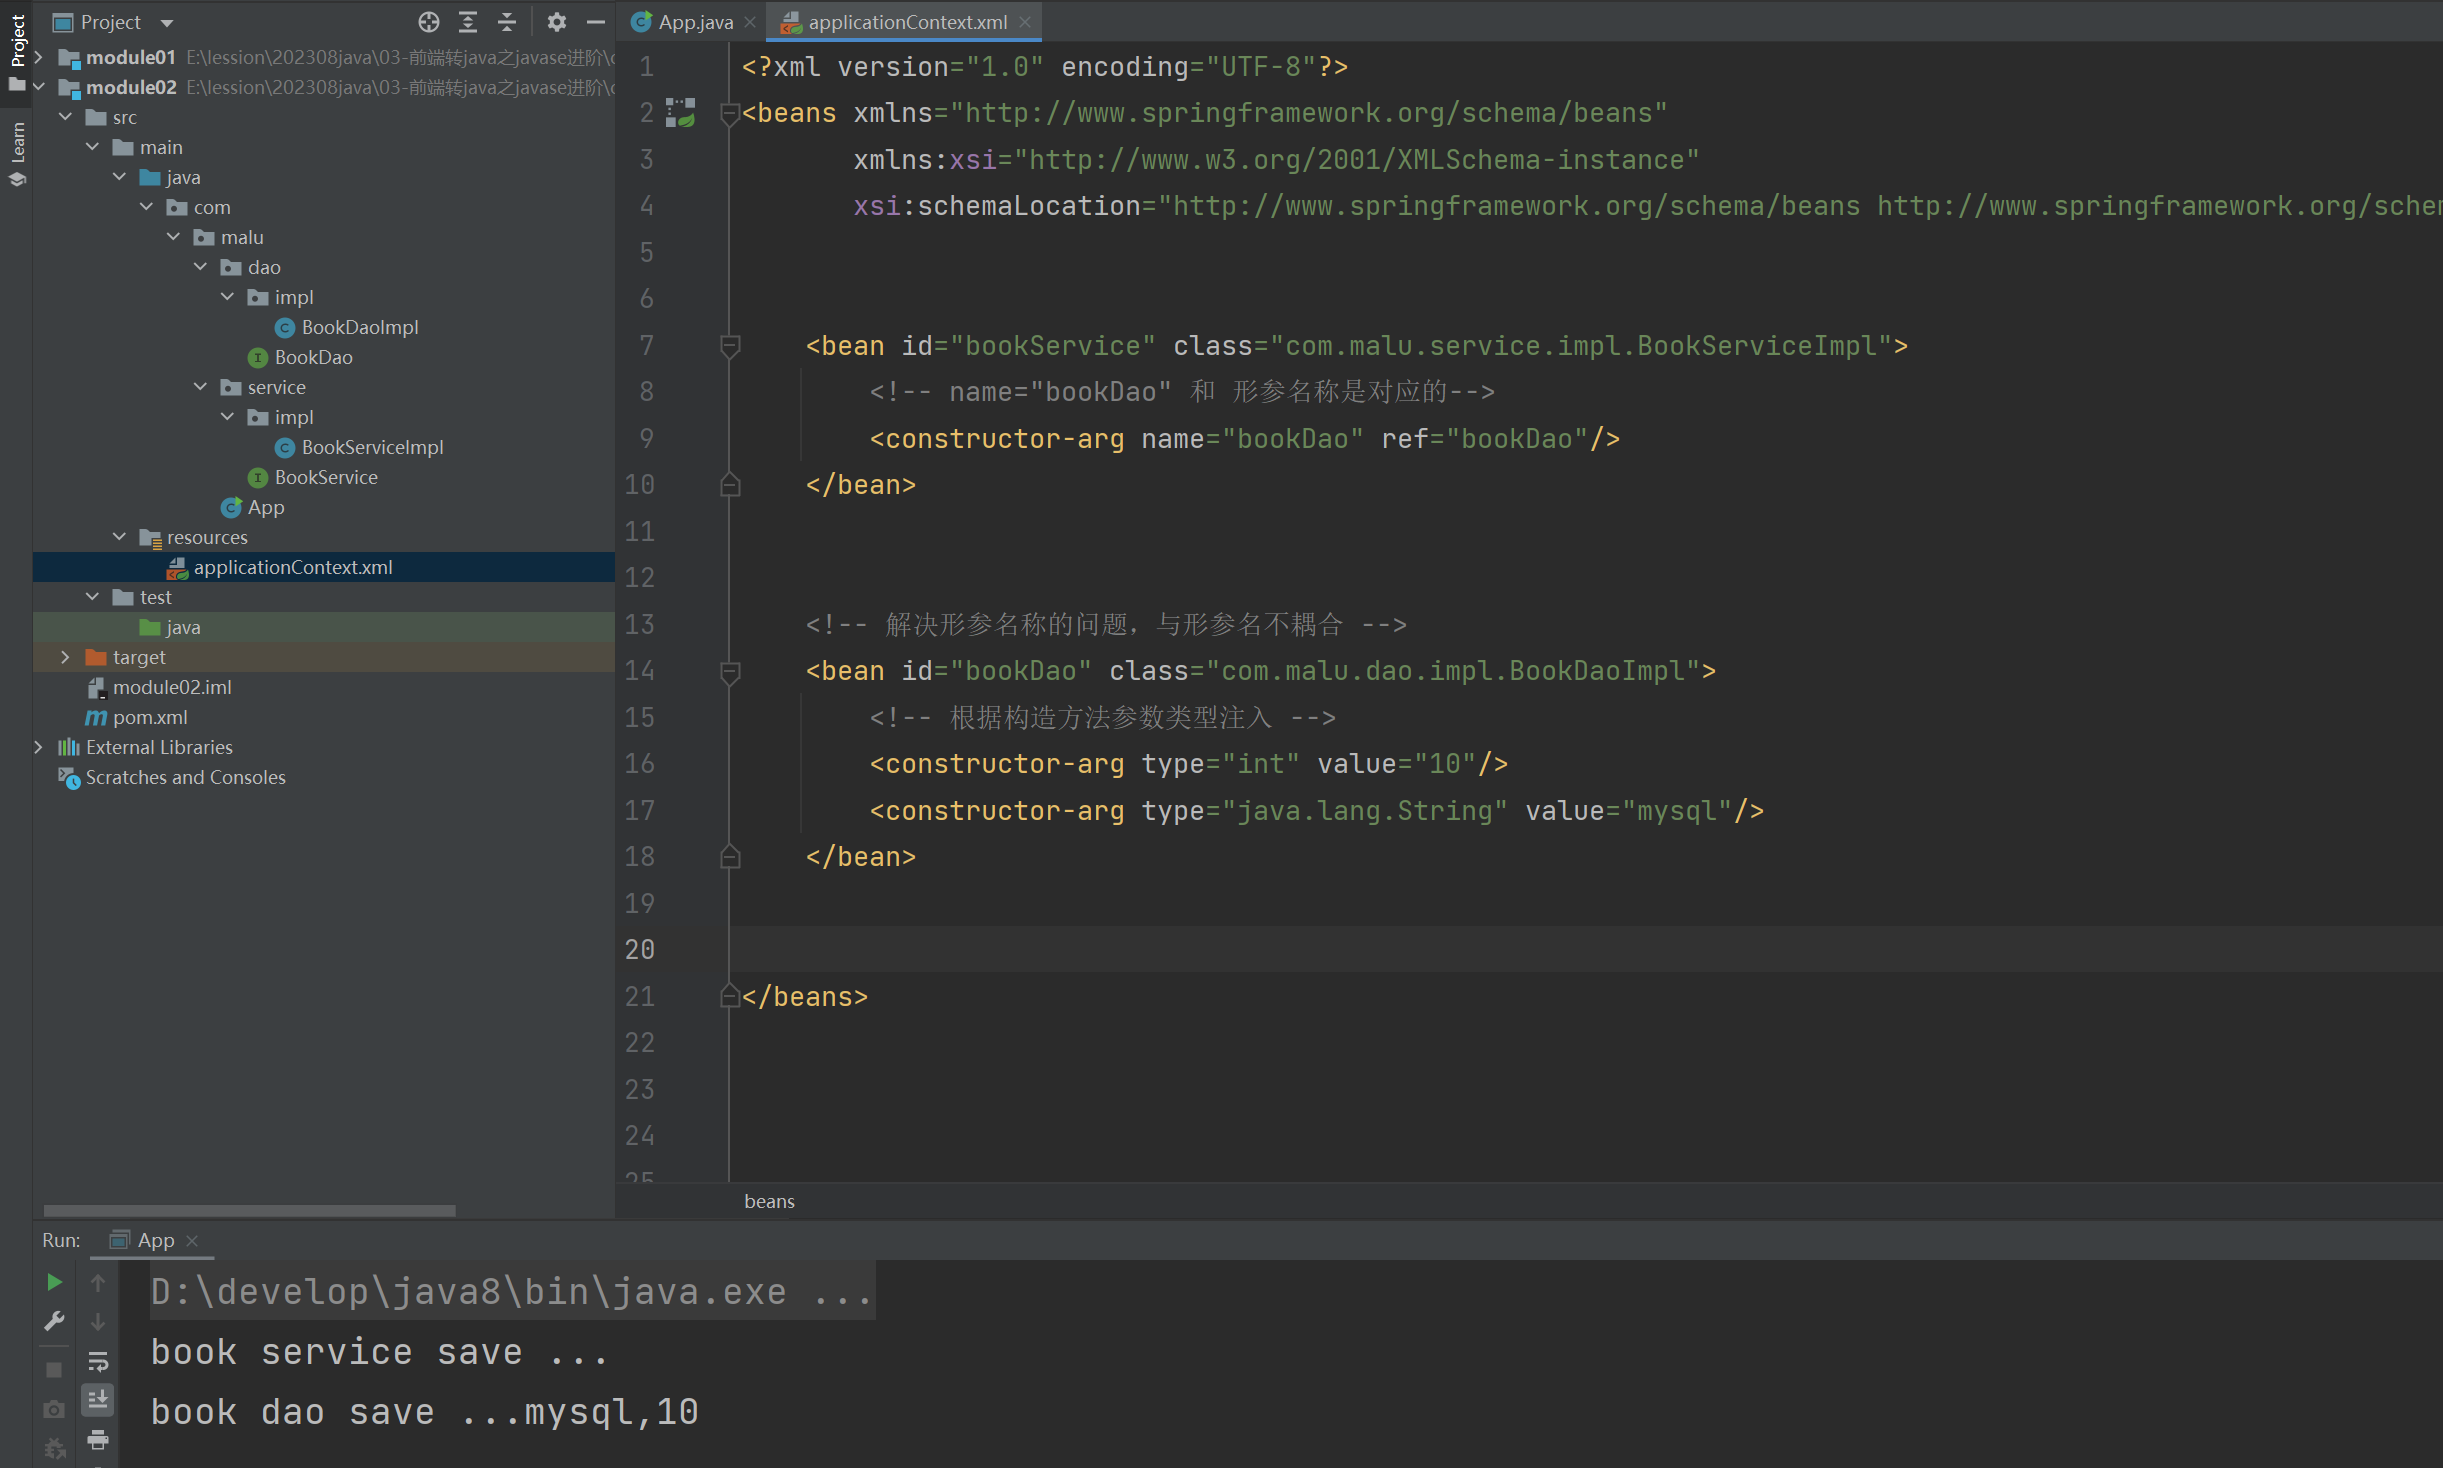 Project
Project
Learn
module01 E:\lession\202308java\03-前端转java之javase进阶\c
module02 E:\lession\202308java\03-前端转java之javase进阶\c
src
main
java
com
malu
dao
impl
BookDaoImpl
BookDao
service
impl
BookServiceImpl
BookService
App
resources
applicationContext.xml
test
java
target
module02.iml
pom.xml
External Libraries
Scratches and Consoles
App.java
applicationContext.xml
1 <?xml version="1.0" encoding="UTF-8"?>
2 <beans xmlns="http://www.springframework.org/schema/beans"
3 xmlns:xsi="http://www.w3.org/2001/XMLSchema-instance"
4 xsi:schemaLocation="http://www.springframework.org/schema/beans http://www.springframework.org/schem
5
6
7 <bean id="bookService" class="com.malu.service.impl.BookServiceImpl">
8 <!-- name="bookDao" 和 形参名称是对应的-->
9 <constructor-arg name="bookDao" ref="bookDao"/>
10 </bean>
11
12
13 <!-- 解决形参名称的问题，与形参名不耦合 -->
14 <bean id="bookDao" class="com.malu.dao.impl.BookDaoImpl">
15 <!-- 根据构造方法参数类型注入 -->
16 <constructor-arg type="int" value="10"/>
17 <constructor-arg type="java.lang.String" value="mysql"/>
18 </bean>
19
20
21 </beans>
22
23
24
25
beans
Run: App
D:\develop\java8\bin\java.exe ...
book service save ...
book dao save ...mysql,10